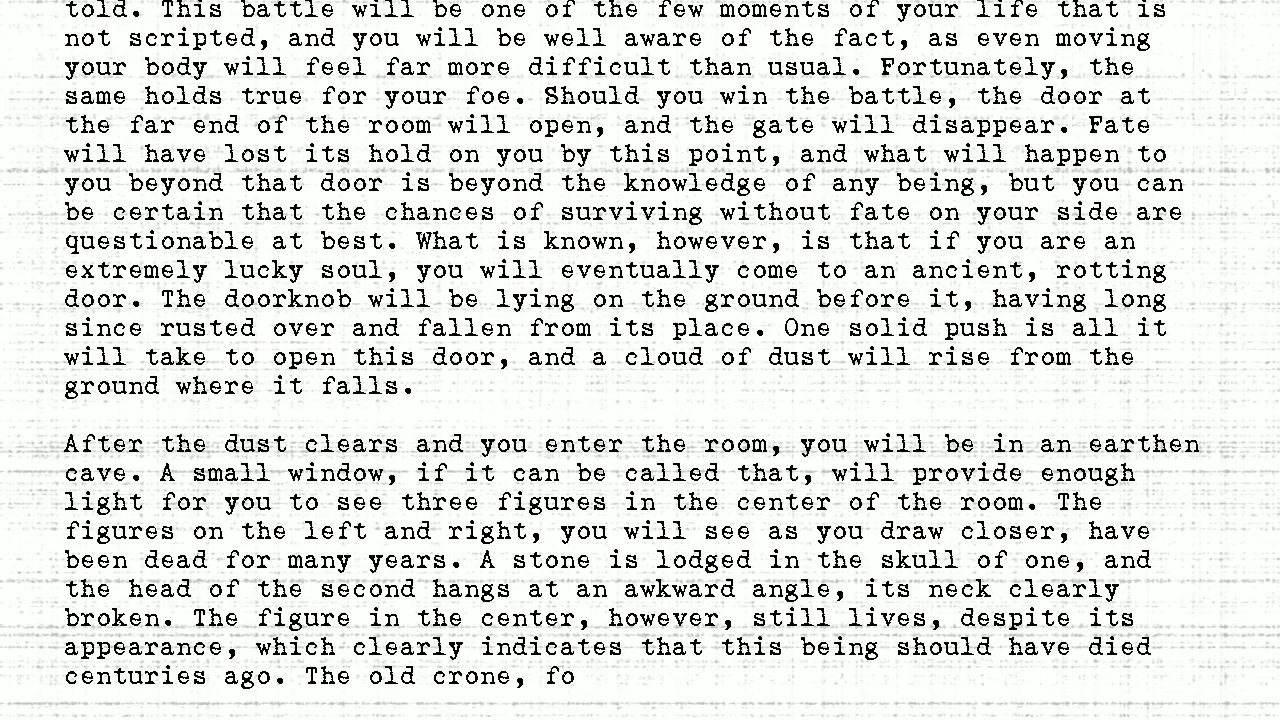 told. This battle will be one of the few moments of your life that is
not scripted, and you will be well aware of the fact, as even moving
your body will feel far more difficult than usual. Fortunately, the
same holds true for your foe. Should you win the battle, the door at
the far end of the room will open, and the gate will disappear. Fate
will have lost its hold on you by this point, and what will happen to
you beyond that door is beyond the knowledge of any being, but you can
be certain that the chances of surviving without fate on your side are
questionable at best. What is known, however, is that if you are an
extremely lucky soul, you will eventually come to an ancient, rotting
door. The doorknob will be lying on the ground before it, having long
since rusted over and fallen from its place. One solid push is all it
will take to open this door, and a cloud of dust will rise from the
ground where it falls.

After the dust clears and you enter the room, you will be in an earthen
cave. A small window, if it can be called that, will provide enough
light for you to see three figures in the center of the room. The
figures on the left and right, you will see as you draw closer, have
been dead for many years. A stone is lodged in the skull of one, and
the head of the second hangs at an awkward angle, its neck clearly
broken. The figure in the center, however, still lives, despite its
appearance, which clearly indicates that this being should have died
centuries ago. The old crone, fo